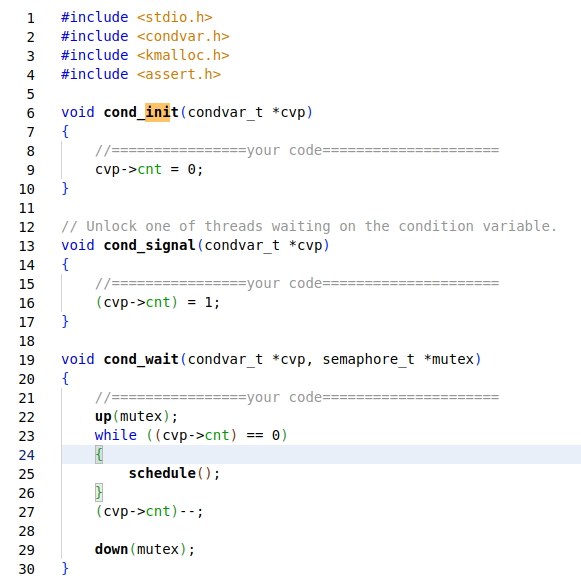 1 #include <stdio.h>
2 #include <condvar.h>
3 #include <kmalloc.h>
4 #include <assert.h>
5
6 void cond_init(condvar_t *cvp)
7 {
8     //================your code=====================
9     cvp->cnt = 0;
10 }
11
12 // Unlock one of threads waiting on the condition variable.
13 void cond_signal(condvar_t *cvp)
14 {
15     //================your code=====================
16     (cvp->cnt) = 1;
17 }
18
19 void cond_wait(condvar_t *cvp, semaphore_t *mutex)
20 {
21     //================your code=====================
22     up(mutex);
23     while ((cvp->cnt) == 0)
24     {
25         schedule();
26     }
27     (cvp->cnt)--;
28
29     down(mutex);
30 }